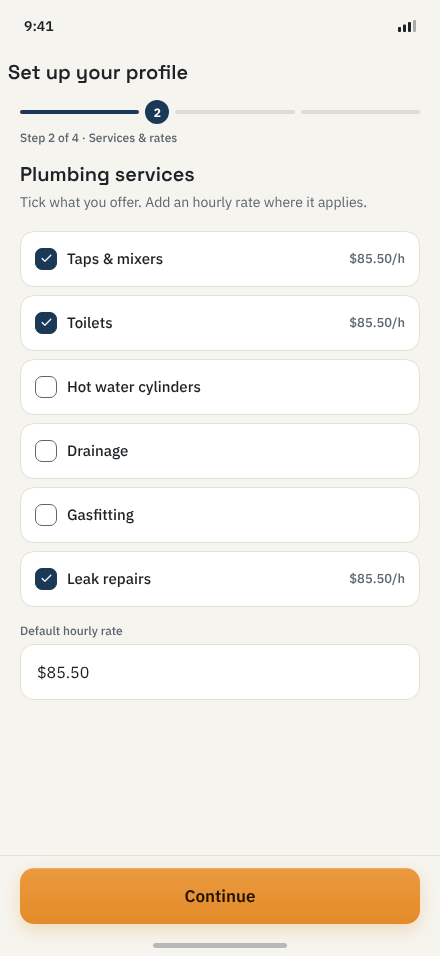 9:41
Set up your profile
2
Step 2 of 4 · Services & rates
Plumbing services
Tick what you offer. Add an hourly rate where it applies.
Taps & mixers $85.50/h
Toilets $85.50/h
Hot water cylinders
Drainage
Gasfitting
Leak repairs $85.50/h
Default hourly rate
$85.50
Continue